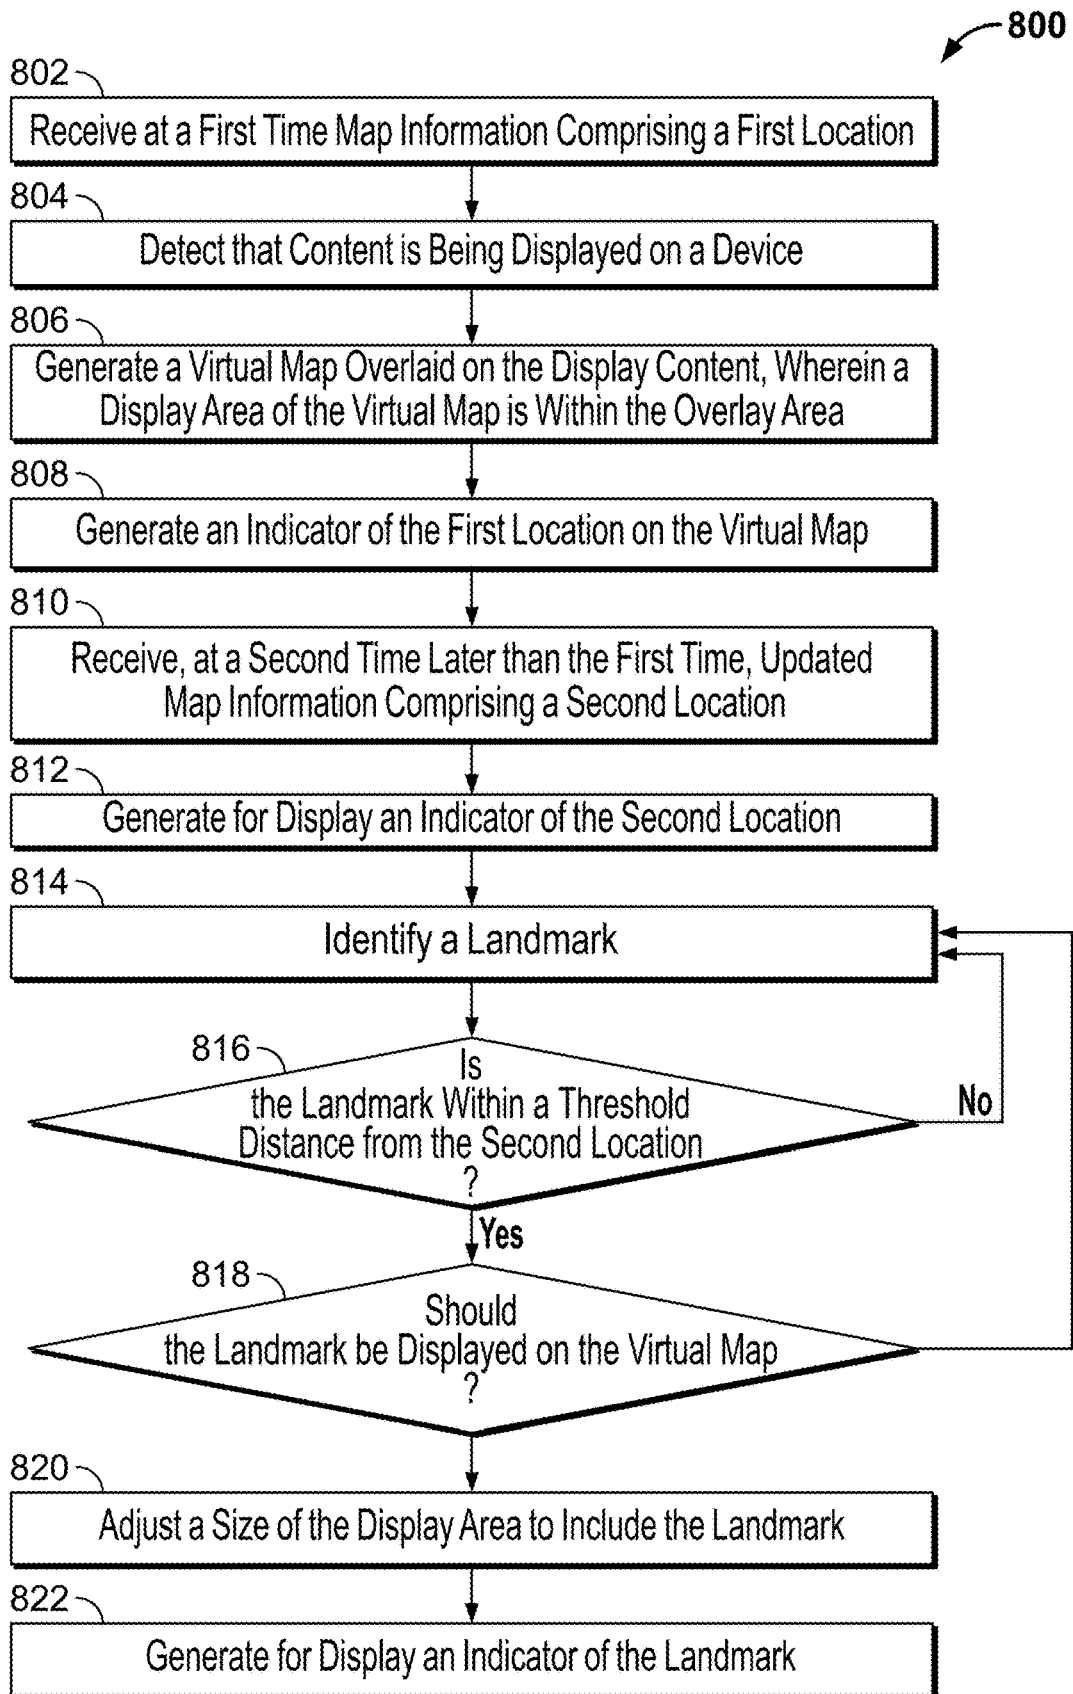 800
802
Receive at a First Time Map Information Comprising a First Location
804
Detect that Content is Being Displayed on a Device
806
Generate a Virtual Map Overlaid on the Display Content, Wherein a
Display Area of the Virtual Map is Within the Overlay Area
808
Generate an Indicator of the First Location on the Virtual Map
810
Receive, at a Second Time Later than the First Time, Updated
Map Information Comprising a Second Location
812
Generate for Display an Indicator of the Second Location
814
Identify a Landmark
816
Is
the Landmark Within a Threshold
Distance from the Second Location
?
No
Yes
818
Should
the Landmark be Displayed on the Virtual Map
?
820
Adjust a Size of the Display Area to Include the Landmark
822
Generate for Display an Indicator of the Landmark